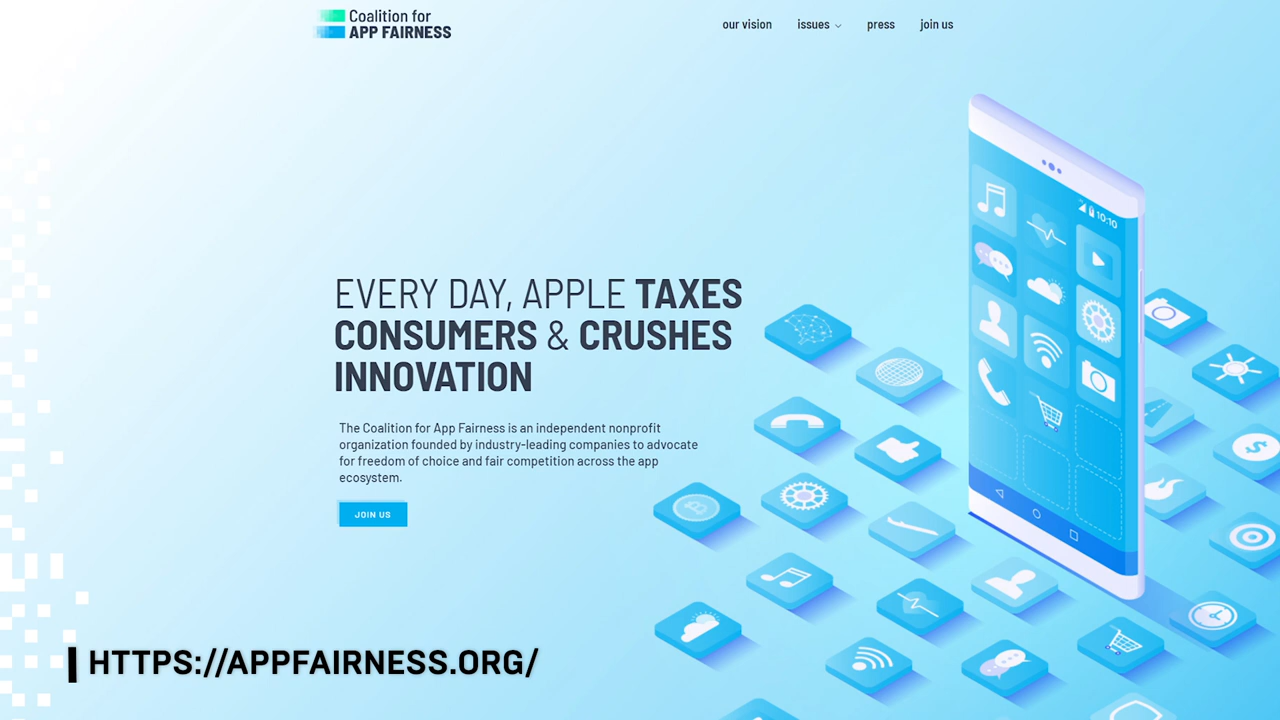 Coalition for
APP FAIRNESS
our vision
issues
press
join us
10:10
EVERY DAY, APPLE TAXES
CONSUMERS & CRUSHES
INNOVATION
The Coalition for App Fairness is an independent nonprofit
organization founded by industry-leading companies to advocate
for freedom of choice and fair competition across the app
ecosystem.
JOIN US
HTTPS://APPFAIRNESS.ORG/